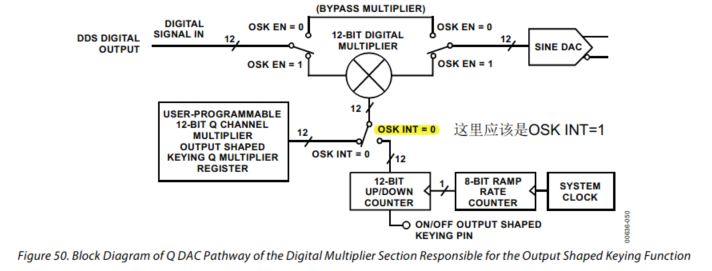 (BYPASS MULTIPLIER)
DDS DIGITAL
OUTPUT
DIGITAL
SIGNAL IN
12
OSK EN = 0
OSK EN = 1
12-BIT DIGITAL
MULTIPLIER
OSK EN = 0
OSK EN = 1
12
SINE DAC
12
USER-PROGRAMMABLE
12-BIT Q CHANNEL
MULTIPLIER
OUTPUT SHAPED
KEYING Q MULTIPLIER
REGISTER
12
OSK INT = 0
OSK INT = 0
这里应该是OSK INT=1
12
12-BIT
UP/DOWN
COUNTER
1
8-BIT RAMP
RATE
COUNTER
SYSTEM
CLOCK
ON/OFF OUTPUT SHAPED
KEYING PIN
00636-050
Figure 50. Block Diagram of Q DAC Pathway of the Digital Multiplier Section Responsible for the Output Shaped Keying Function